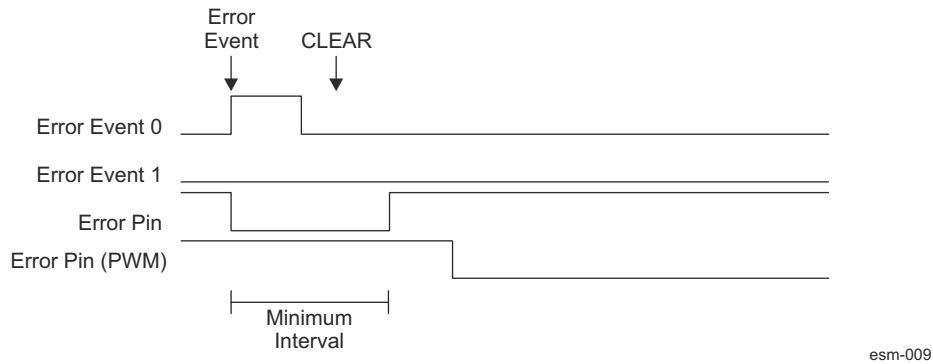 Error
Event
CLEAR
Error Event 0
Error Event 1
Error Pin
Error Pin (PWM)
Minimum
Interval
esm-009